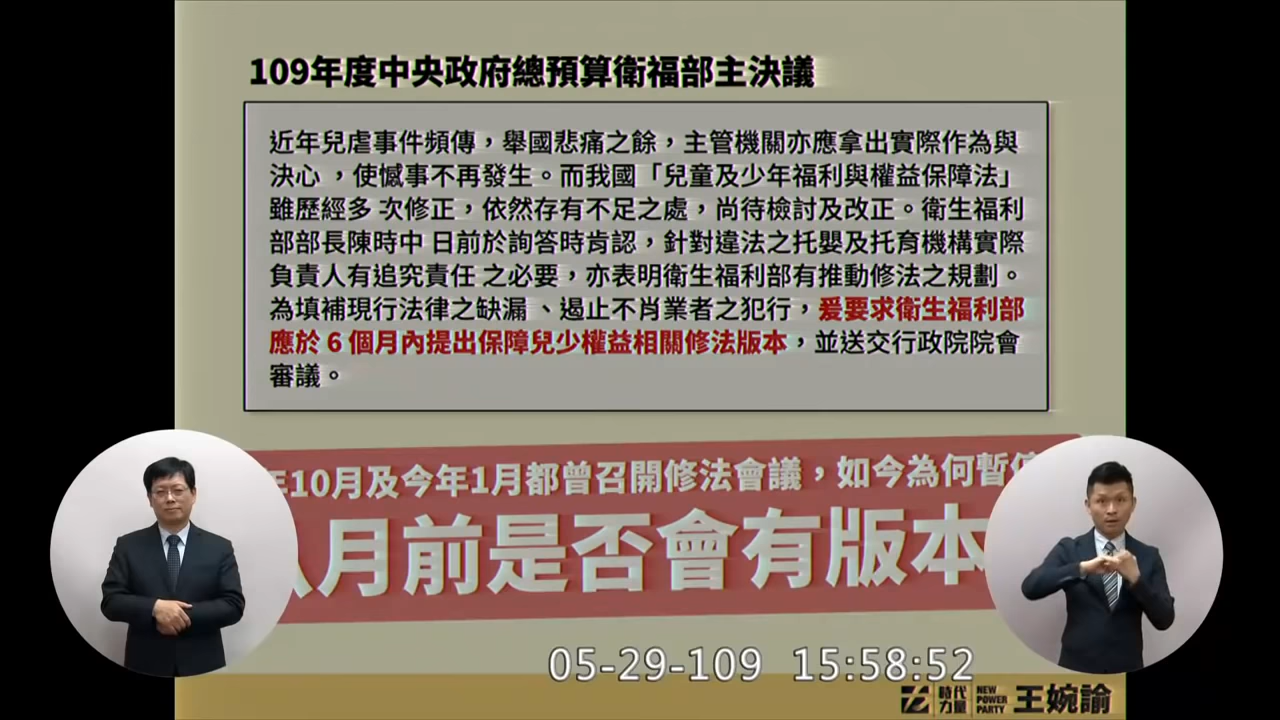 109年度中央政府總預算衛福部主決議
近年兒虐事件頻傳，舉國悲痛之餘，主管機關亦應拿出實際作為與
決心 ，使憾事不再發生。而我國「兒童及少年福利與權益保障法」
雖歷經多 次修正，依然存有不足之處，尚待檢討及改正。衛生福利
部部長陳時中 日前於詢答時肯認，針對違法之托嬰及托育機構實際
負責人有追究責任 之必要，亦表明衛生福利部有推動修法之規劃。
為填補現行法律之缺漏 、遏止不肖業者之犯行，爰要求衛生福利部
應於 6 個月內提出保障兒少權益相關修法版本，並送交行政院院會
審議。
年10月及今年1月都曾召開修法會議，如今為何暫停
八月前是否會有版本
05-29-109 15:58:52
時代
力量
NEW
POWER
PARTY
王婉諭